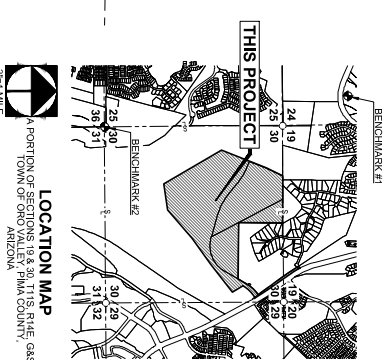 THIS PROJECT
BENCHMARK #1
24 19
25 30
BENCHMARK #2
25 30
36 31
19 20
30 29
30 29
31 32
LOCATION MAP
A PORTION OF SECTIONS 19 & 30, T11S, R14E, G&S
TOWN OF ORO VALLEY, PIMA COUNTY,
ARIZONA